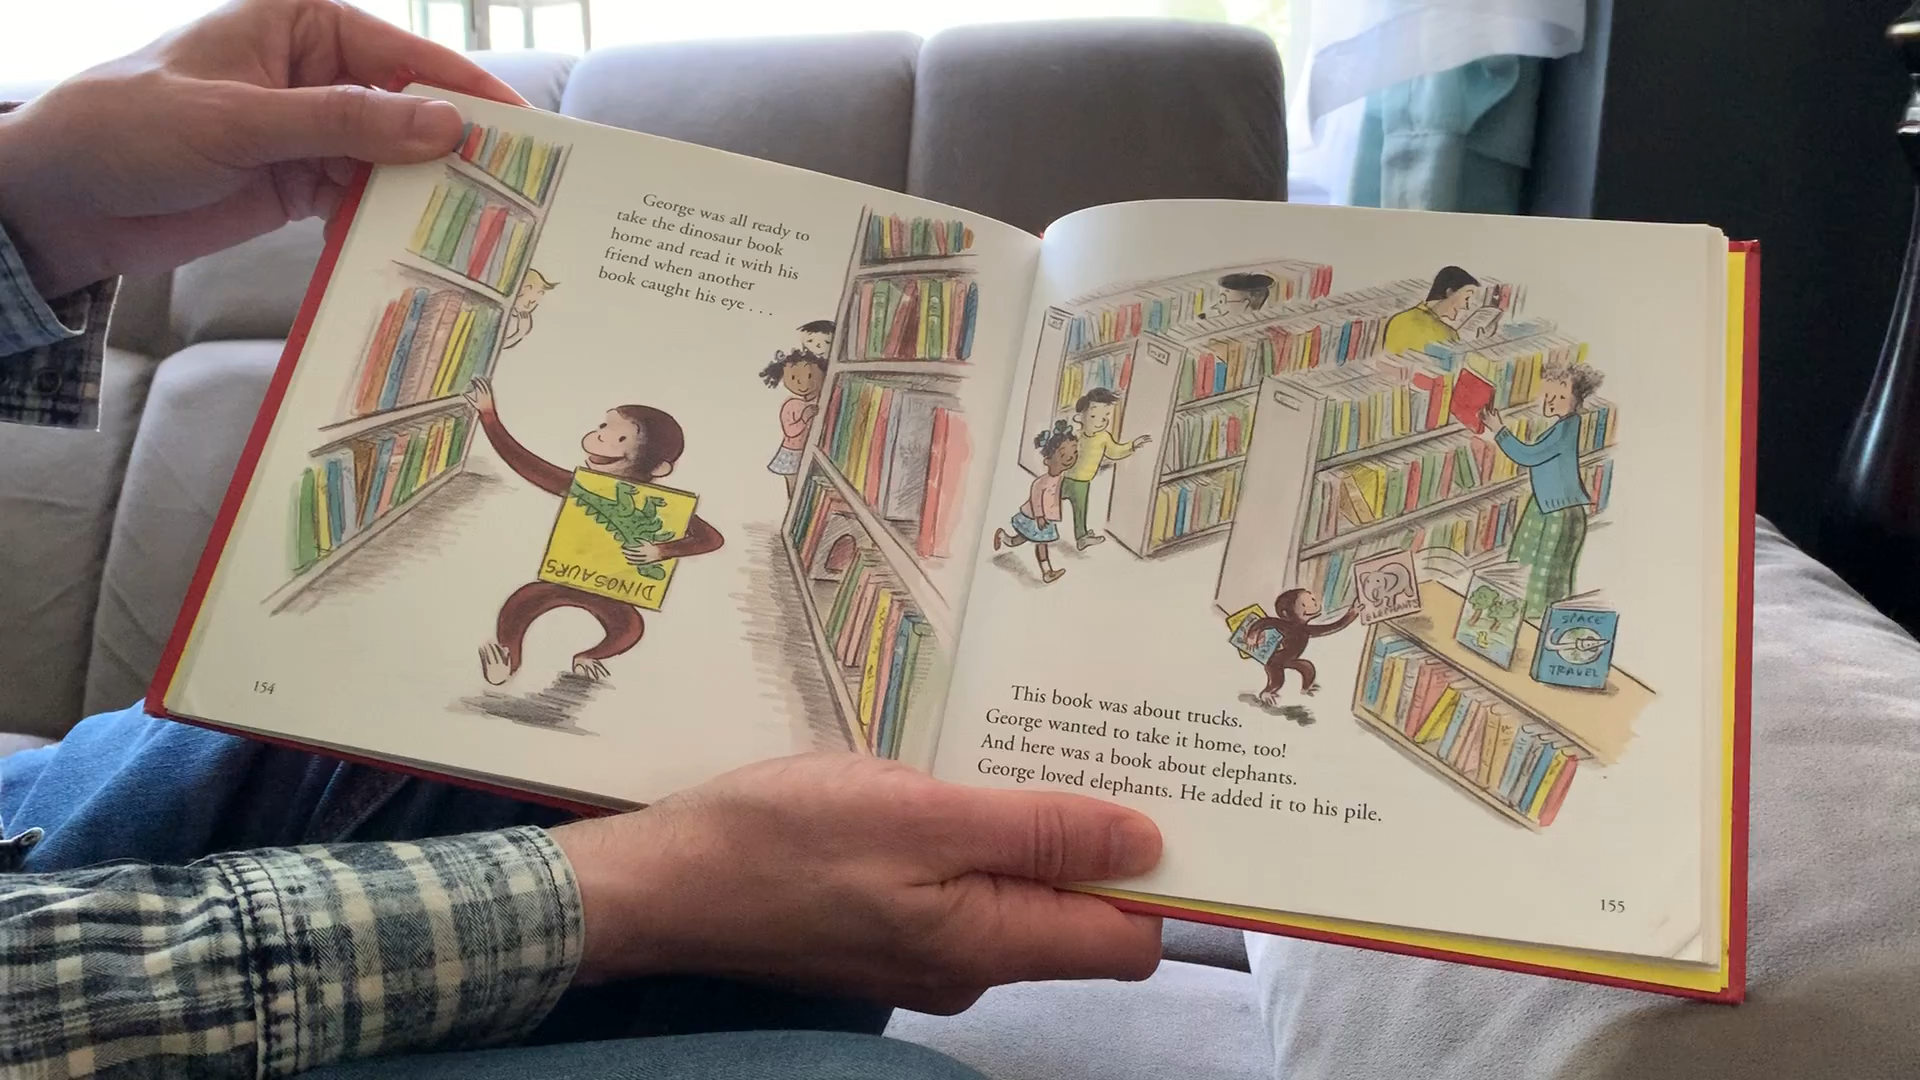 George was all ready to
take the dinosaur book
home and read it with his
friend when another
book caught his eye . . .
DINOSAURS
154
ELEPHANTS
SPACE
TRAVEL
This book was about trucks.
George wanted to take it home, too!
And here was a book about elephants.
George loved elephants. He added it to his pile.
155